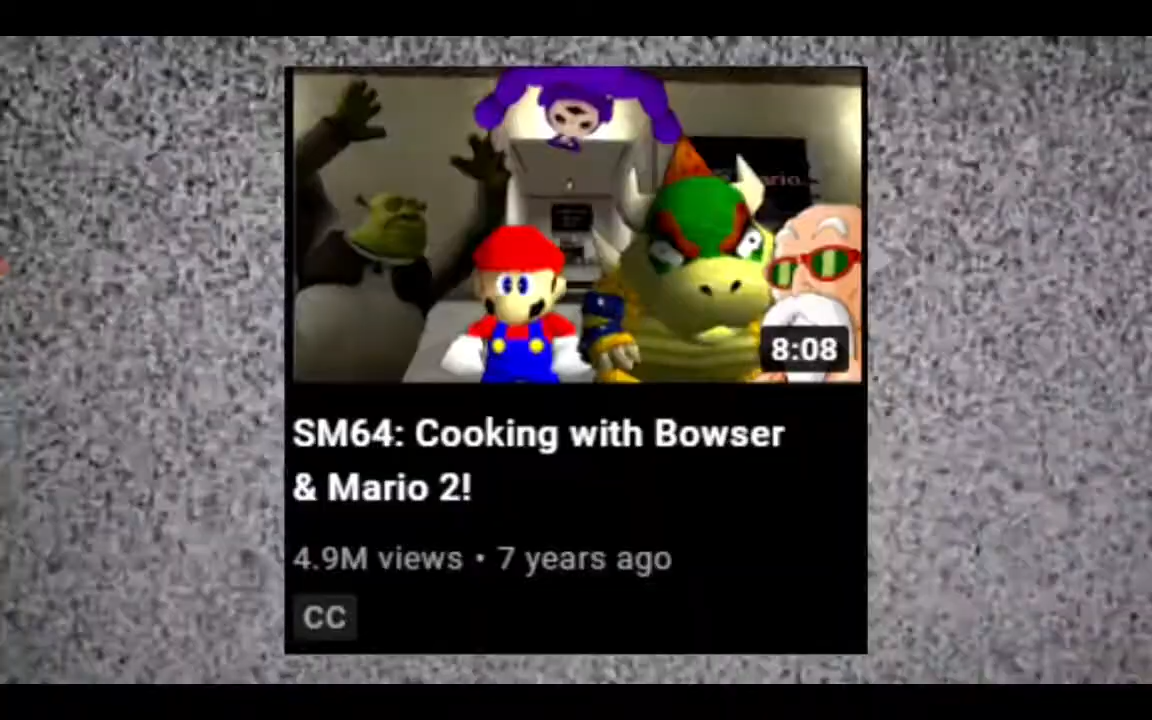 8:08
SM64: Cooking with Bowser
& Mario 2!
4.9M views • 7 years ago
CC